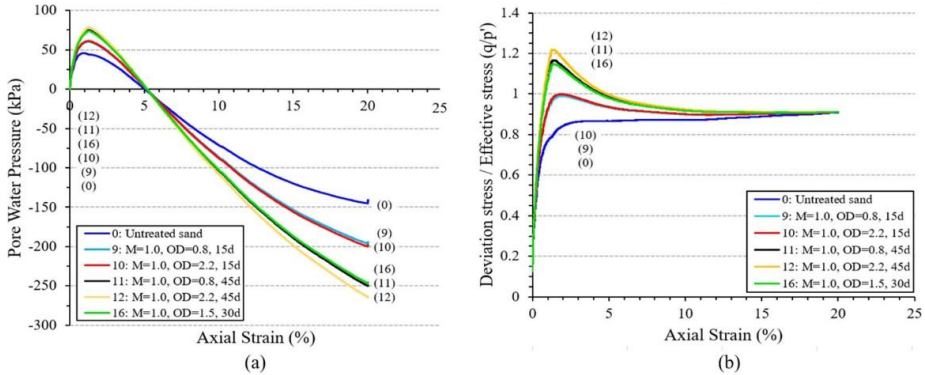 100
50
0
-50
-100
-150
-200
-250
-300
0 5 10 15 20 25
Pore Water Pressure (kPa)
Axial Strain (%)
(12)
(11)
(16)
(10)
(9)
(0)
(0)
(9)
(10)
(16)
(11)
(12)
0: Untreated sand
9: M=1.0, OD=0.8, 15d
10: M=1.0, OD=2.2, 15d
11: M=1.0, OD=0.8, 45d
12: M=1.0, OD=2.2, 45d
16: M=1.0, OD=1.5, 30d
(a)
1.4
1.2
1
0.8
0.6
0.4
0.2
0
0 5 10 15 20 25
Deviation stress / Effective stress (q/p')
Axial Strain (%)
(12)
(11)
(16)
(10)
(9)
(0)
0: Untreated sand
9: M=1.0, OD=0.8, 15d
10: M=1.0, OD=2.2, 15d
11: M=1.0, OD=0.8, 45d
12: M=1.0, OD=2.2, 45d
16: M=1.0, OD=1.5, 30d
(b)